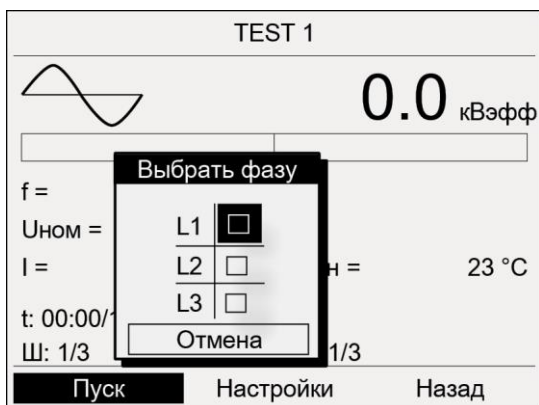 TEST 1
0.0 кВэфф
Выбрать фазу
f =
Uном =
L1
I =
L2
н = 23 °C
L3
t: 00:00/
Отмена
Ш: 1/3
1/3
Пуск Настройки Назад